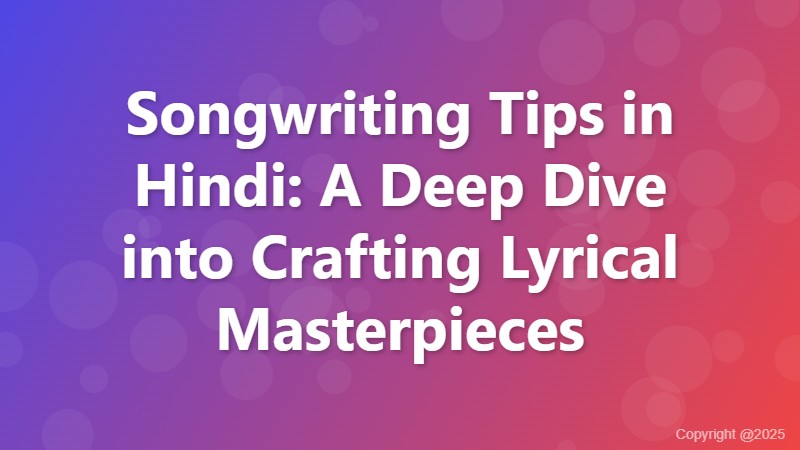 Songwriting Tips in
Hindi: A Deep Dive
into Crafting Lyrical
Masterpieces
Copyright @2025